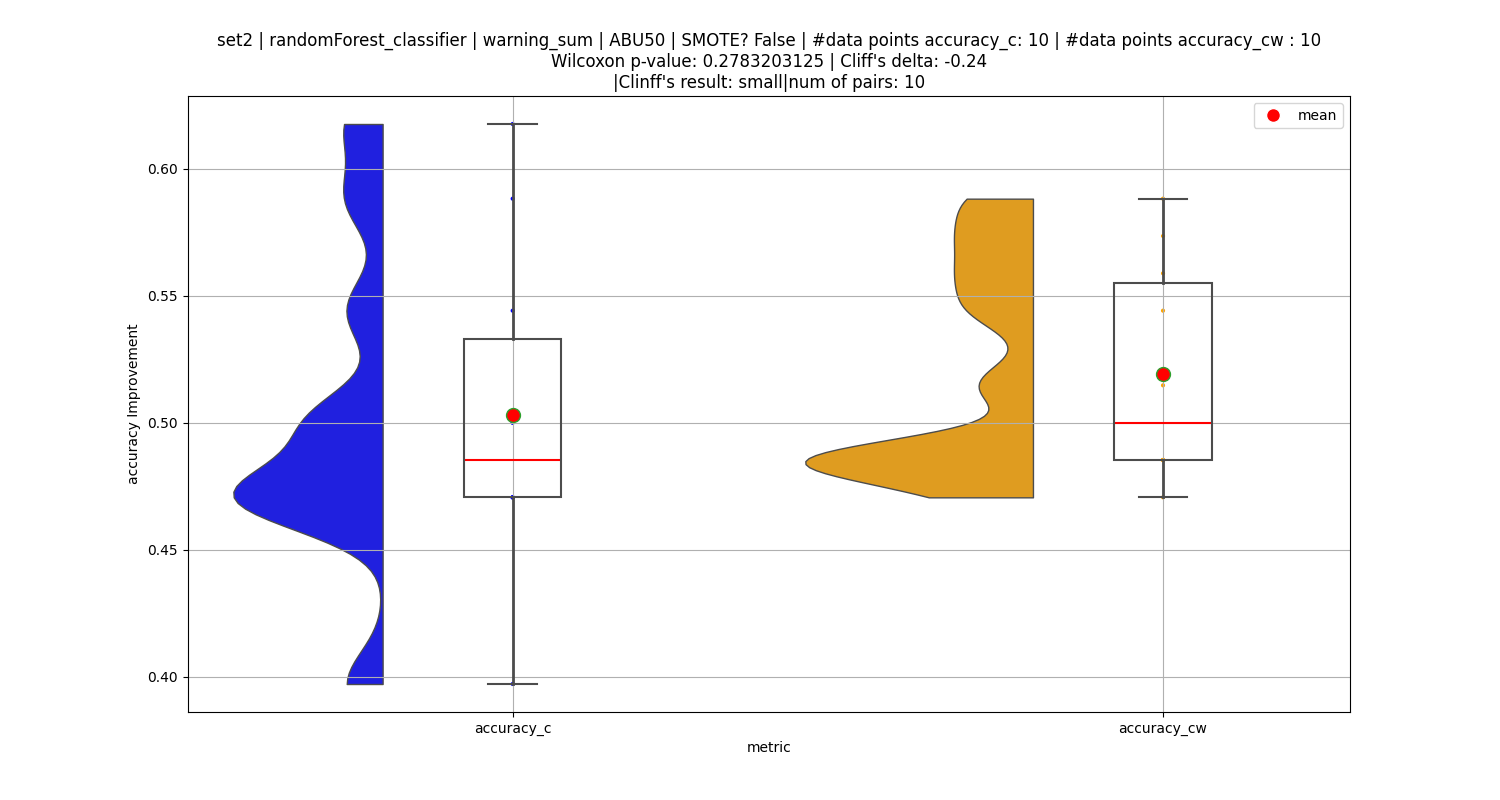 set2 | randomForest_classifier | warning_sum | ABU50 | SMOTE? False | #data points accuracy_c: 10 | #data points accuracy_cw : 10
Wilcoxon p-value: 0.2783203125 | Cliff's delta: -0.24
|Clinff's result: small|num of pairs: 10
mean
0.60
0.55
0.50
0.45
0.40
accuracy Improvement
accuracy_c
accuracy_cw
metric